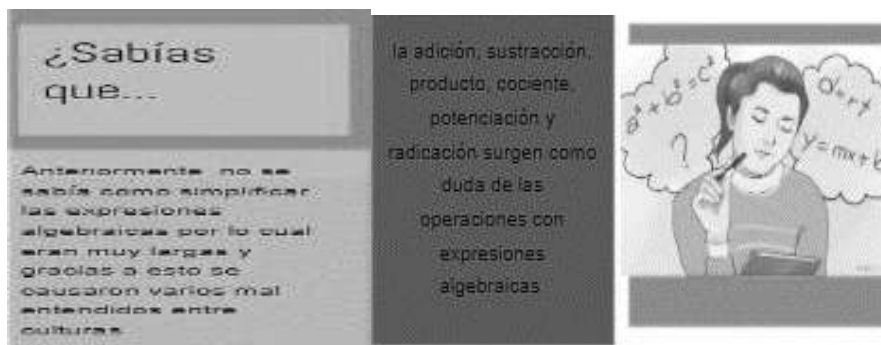 ¿Sabías
que...
Anteriormente no se
sabía como simplificar
las expresiones
algebraicas por lo cual
eran muy largas y
gracias a esto se
causaron varios mal
entendidos entre
culturas
la adición, sustracción,
producto, cociente,
potenciación y
radicación surgen como
duda de las
operaciones con
expresiones
algebraicas
a² + b² = c²
?
d=rt
y=mx+b